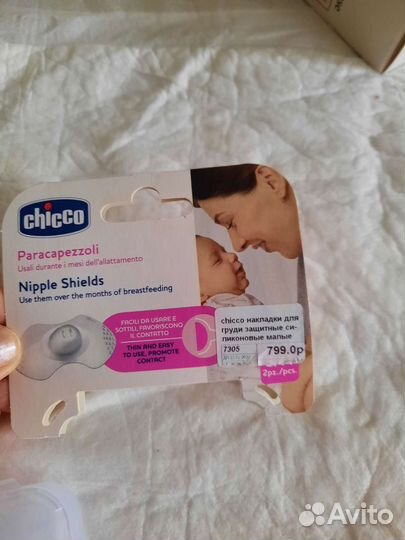 chicco
Paracapezzoli
Usali durante i mesi dell'allattamento
Nipple Shields
Use them over the months of breastfeeding
FACILI DA USARE E
SOTTILI FAVORISCONO
IL CONTATTO
THIN AND EASY
TO USE, PROMOTE
CONTACT
chicco накладки для
груди защитные си-
ликоновые малые
7305
799.0р
2pz./pcs.
Avito